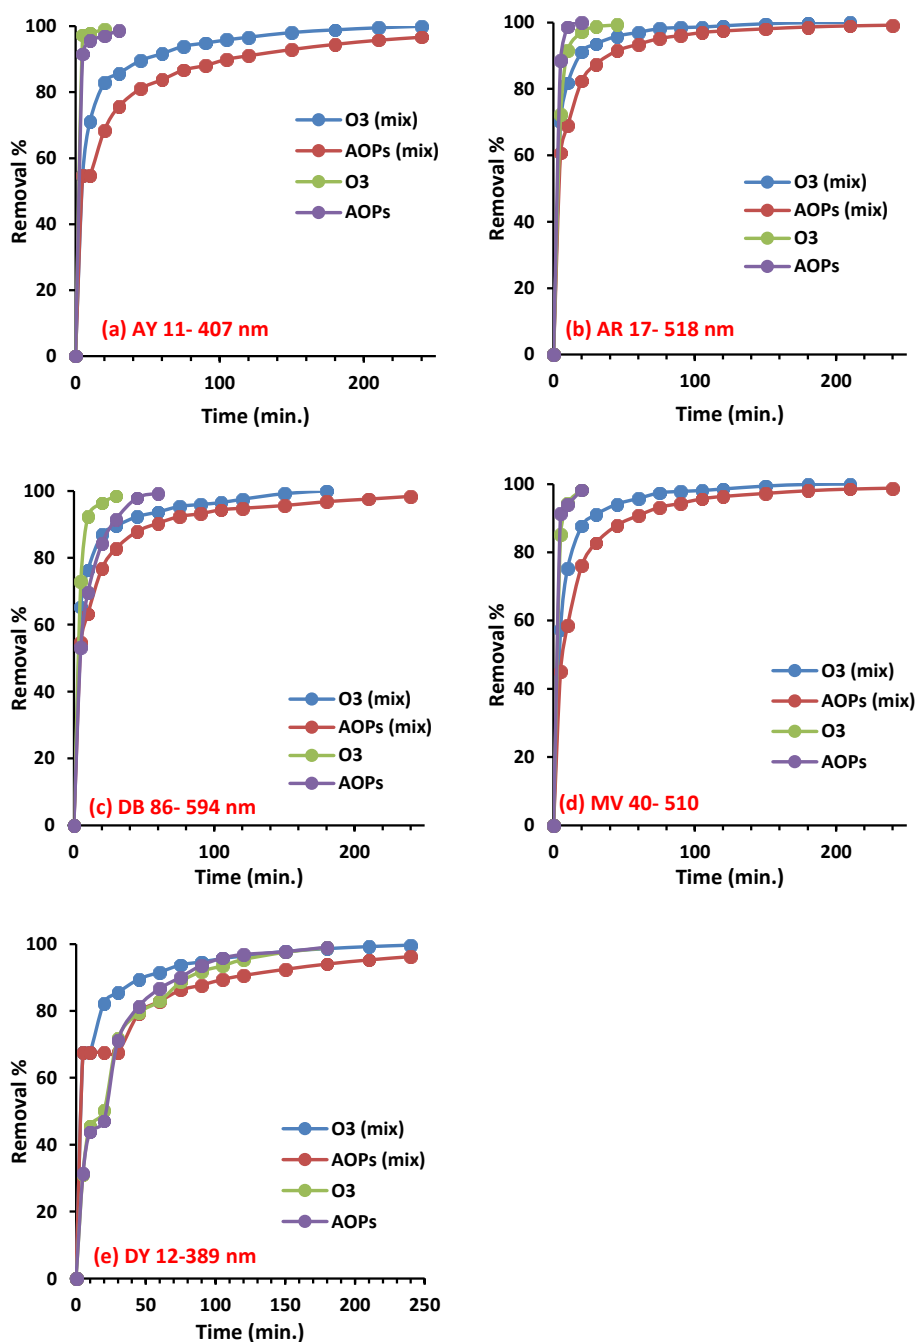 100
80
60
40
20
0
Removal %
O3 (mix)
AOPs (mix)
O3
AOPs
(a) AY 11- 407 nm
0 100 200
Time (min.)
100
80
60
40
20
0
Removal %
O3 (mix)
AOPs (mix)
O3
AOPs
(b) AR 17- 518 nm
0 100 200
Time (min.)
100
80
60
40
20
0
Removal %
O3 (mix)
AOPs (mix)
O3
AOPs
(c) DB 86- 594 nm
0 100 200
Time (min.)
100
80
60
40
20
0
Removal %
O3 (mix)
AOPs (mix)
O3
AOPs
(d) MV 40- 510
0 100 200
Time (min.)
100
80
60
40
20
0
Removal %
O3 (mix)
AOPs (mix)
O3
AOPs
(e) DY 12-389 nm
0 50 100 150 200 250
Time (min.)